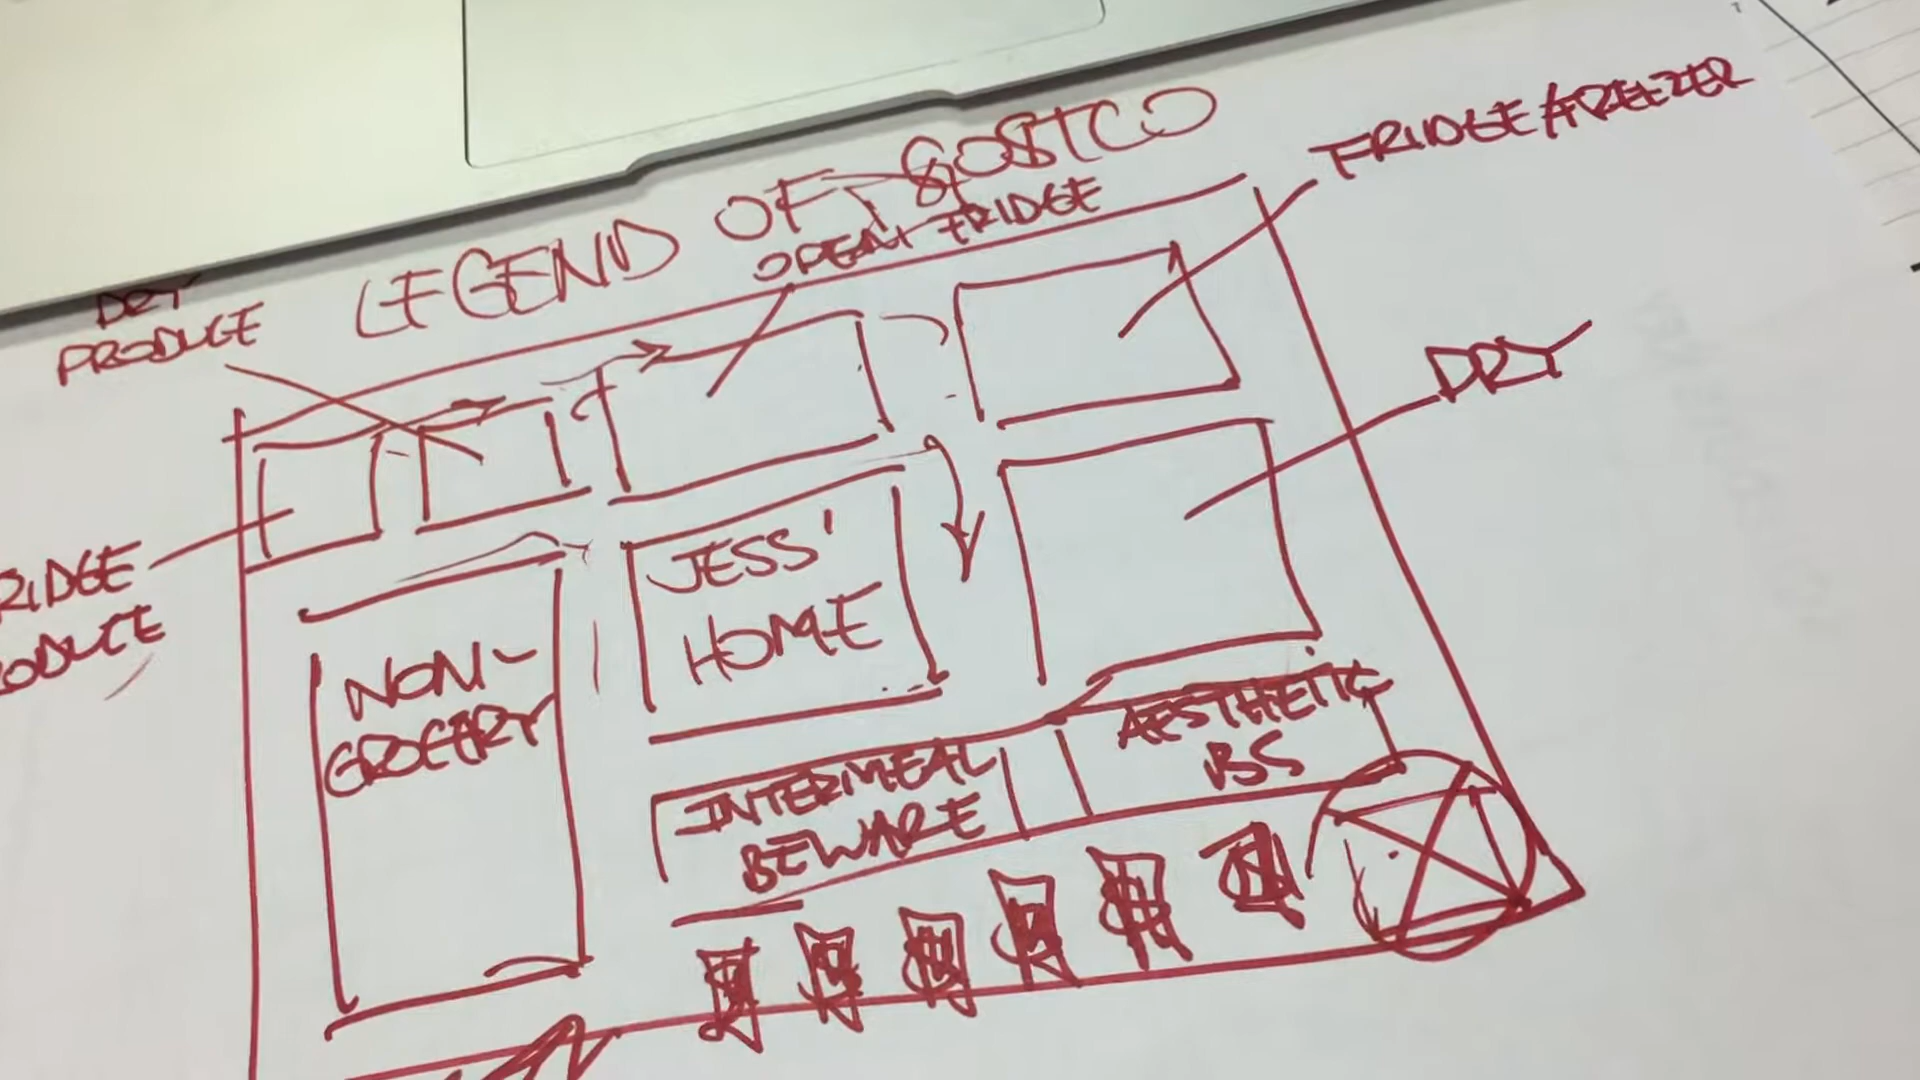 LEGEND OF COSTCO
OPEN FRIDGE
FRIDGE/FREEZER
DRY
PRODUCE
DRY
RIDGE
ODUCE
JESS'
HOME
NON-
GROCERY
AESTHETIC
BS
INTERMEAL
BEWARE